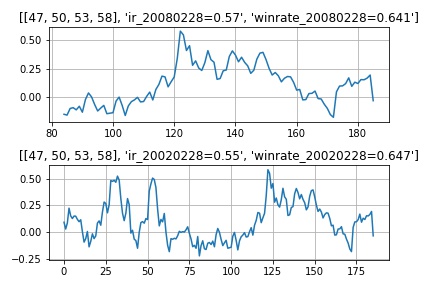 [[47, 50, 53, 58], 'ir_20080228=0.57', 'winrate_20080228=0.641']
0.50
0.25
0.00
80 100 120 140 160 180
[[47, 50, 53, 58], 'ir_20020228=0.55', 'winrate_20020228=0.647']
0.50
0.25
0.00
−0.25
0 25 50 75 100 125 150 175